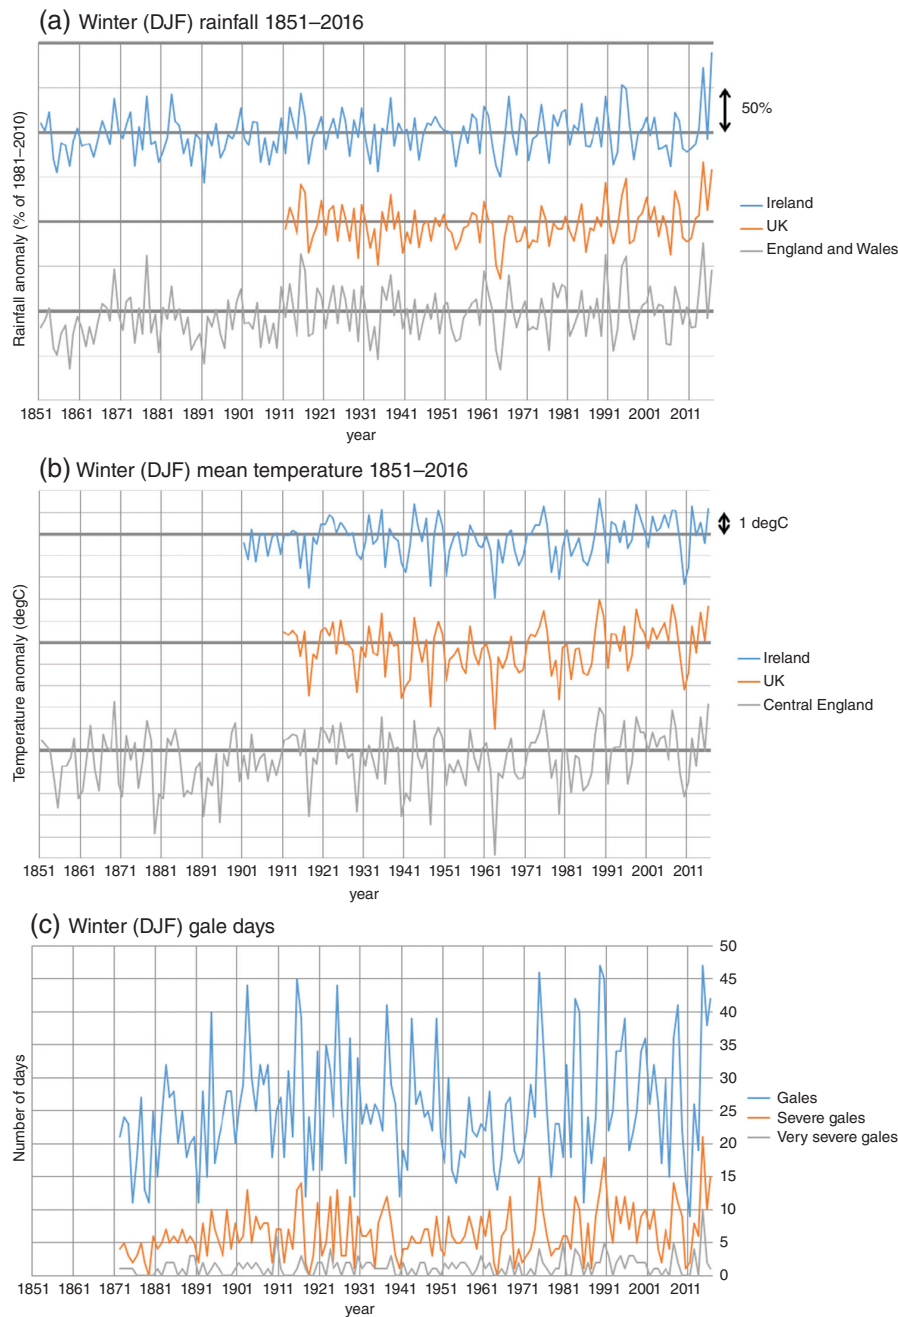 (a) Winter (DJF) rainfall 1851–2016
Rainfall anomaly (% of 1981–2010)
50%
Ireland
UK
England and Wales
1851 1861 1871 1881 1891 1901 1911 1921 1931 1941 1951 1961 1971 1981 1991 2001 2011
year
(b) Winter (DJF) mean temperature 1851–2016
Temperature anomaly (degC)
1 degC
Ireland
UK
Central England
1851 1861 1871 1881 1891 1901 1911 1921 1931 1941 1951 1961 1971 1981 1991 2001 2011
year
(c) Winter (DJF) gale days
Number of days
50
45
40
35
30
25
20
15
10
5
0
Gales
Severe gales
Very severe gales
1851 1861 1871 1881 1891 1901 1911 1921 1931 1941 1951 1961 1971 1981 1991 2001 2011
year